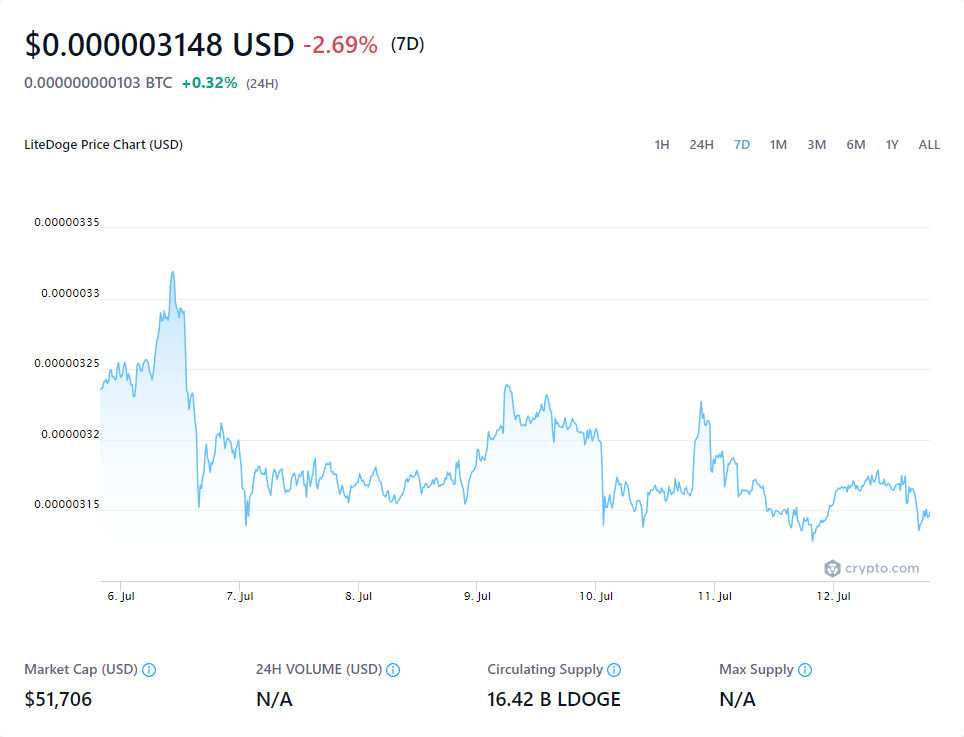 $0.000003148 USD -2.69% (7D)
0.000000000103 BTC +0.32% (24H)
LiteDoge Price Chart (USD) 1H 24H 7D 1M 3M 6M 1Y ALL
0.00000335
0.0000033
0.00000325
0.0000032
0.00000315
crypto.com
6. Jul 7. Jul 8. Jul 9. Jul 10. Jul 11. Jul 12. Jul
Market Cap (USD) 24H VOLUME (USD) Circulating Supply Max Supply
$51,706 N/A 16.42 B LDOGE N/A